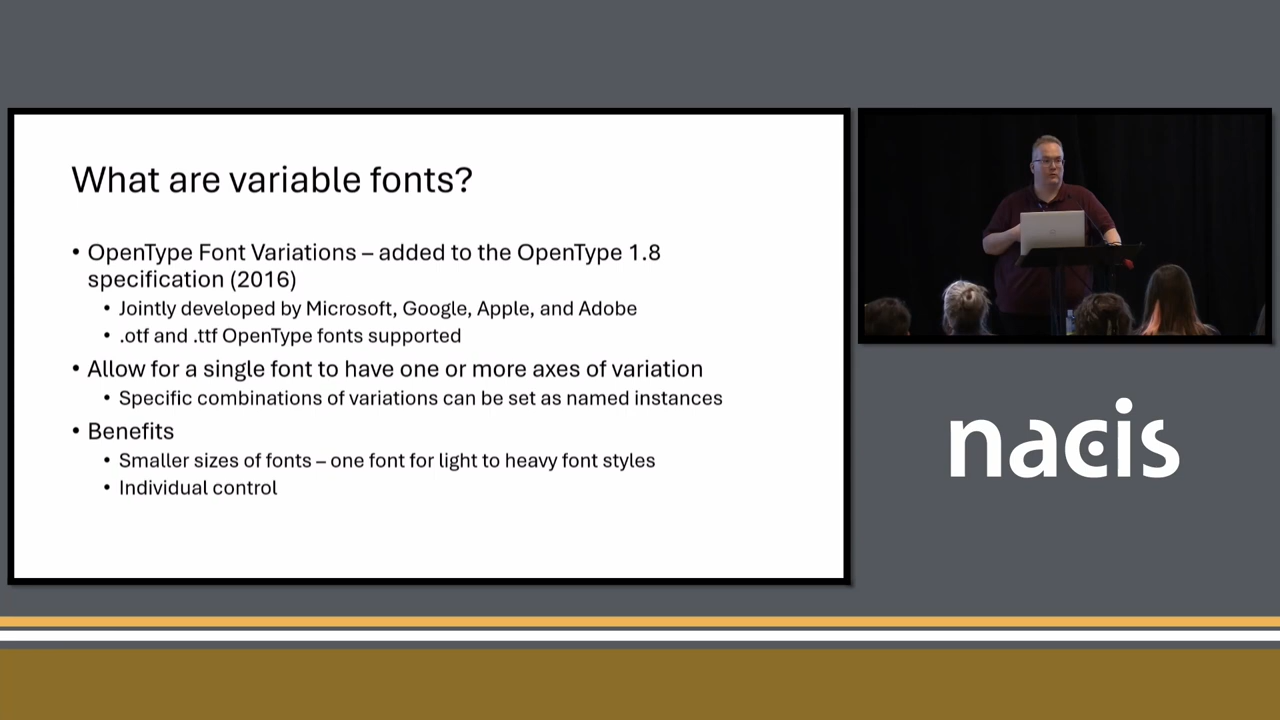 What are variable fonts?
• OpenType Font Variations – added to the OpenType 1.8
specification (2016)
• Jointly developed by Microsoft, Google, Apple, and Adobe
• .otf and .ttf OpenType fonts supported
• Allow for a single font to have one or more axes of variation
• Specific combinations of variations can be set as named instances
• Benefits
• Smaller sizes of fonts – one font for light to heavy font styles
• Individual control
nacis